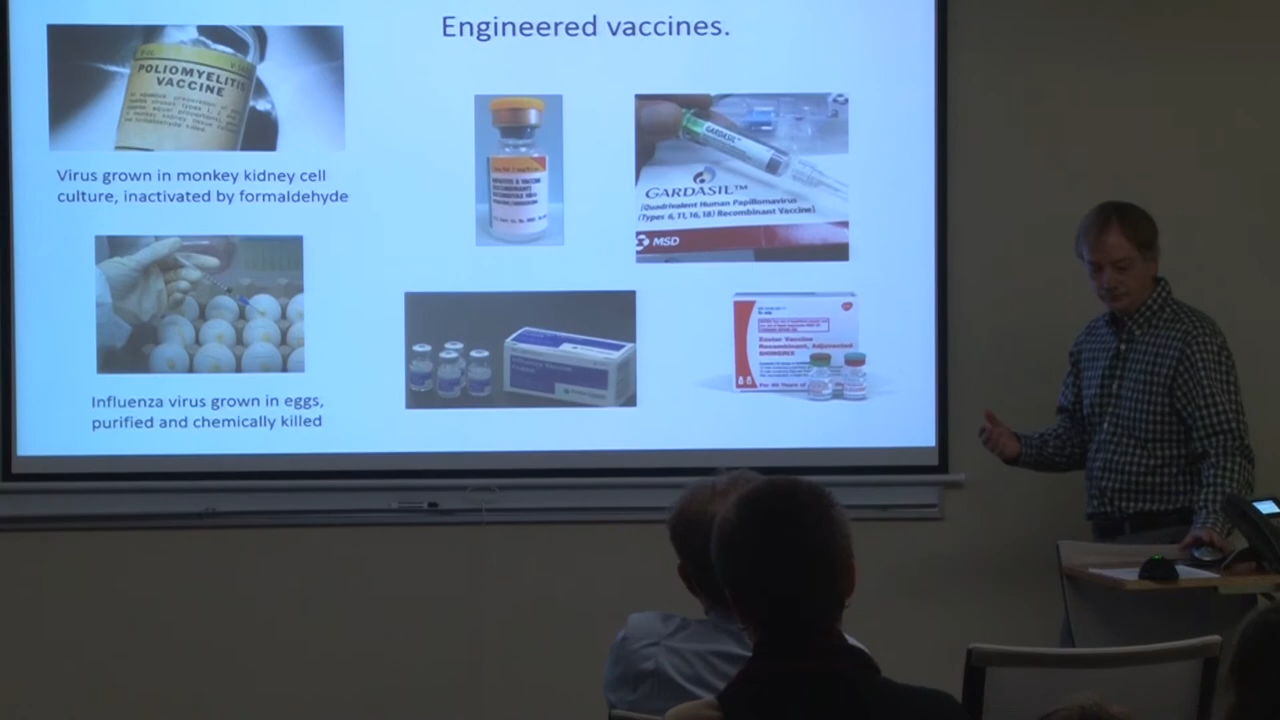 Engineered vaccines.
POLIOMYELITIS
VACCINE
Virus grown in monkey kidney cell
culture, inactivated by formaldehyde
GARDASIL
GARDASIL™
[Quadrivalent Human Papillomavirus
(Types 6, 11, 16, 18) Recombinant Vaccine]
MSD
Zoster Vaccine
Recombinant, Adjuvanted
SHINGRIX
Influenza virus grown in eggs,
purified and chemically killed